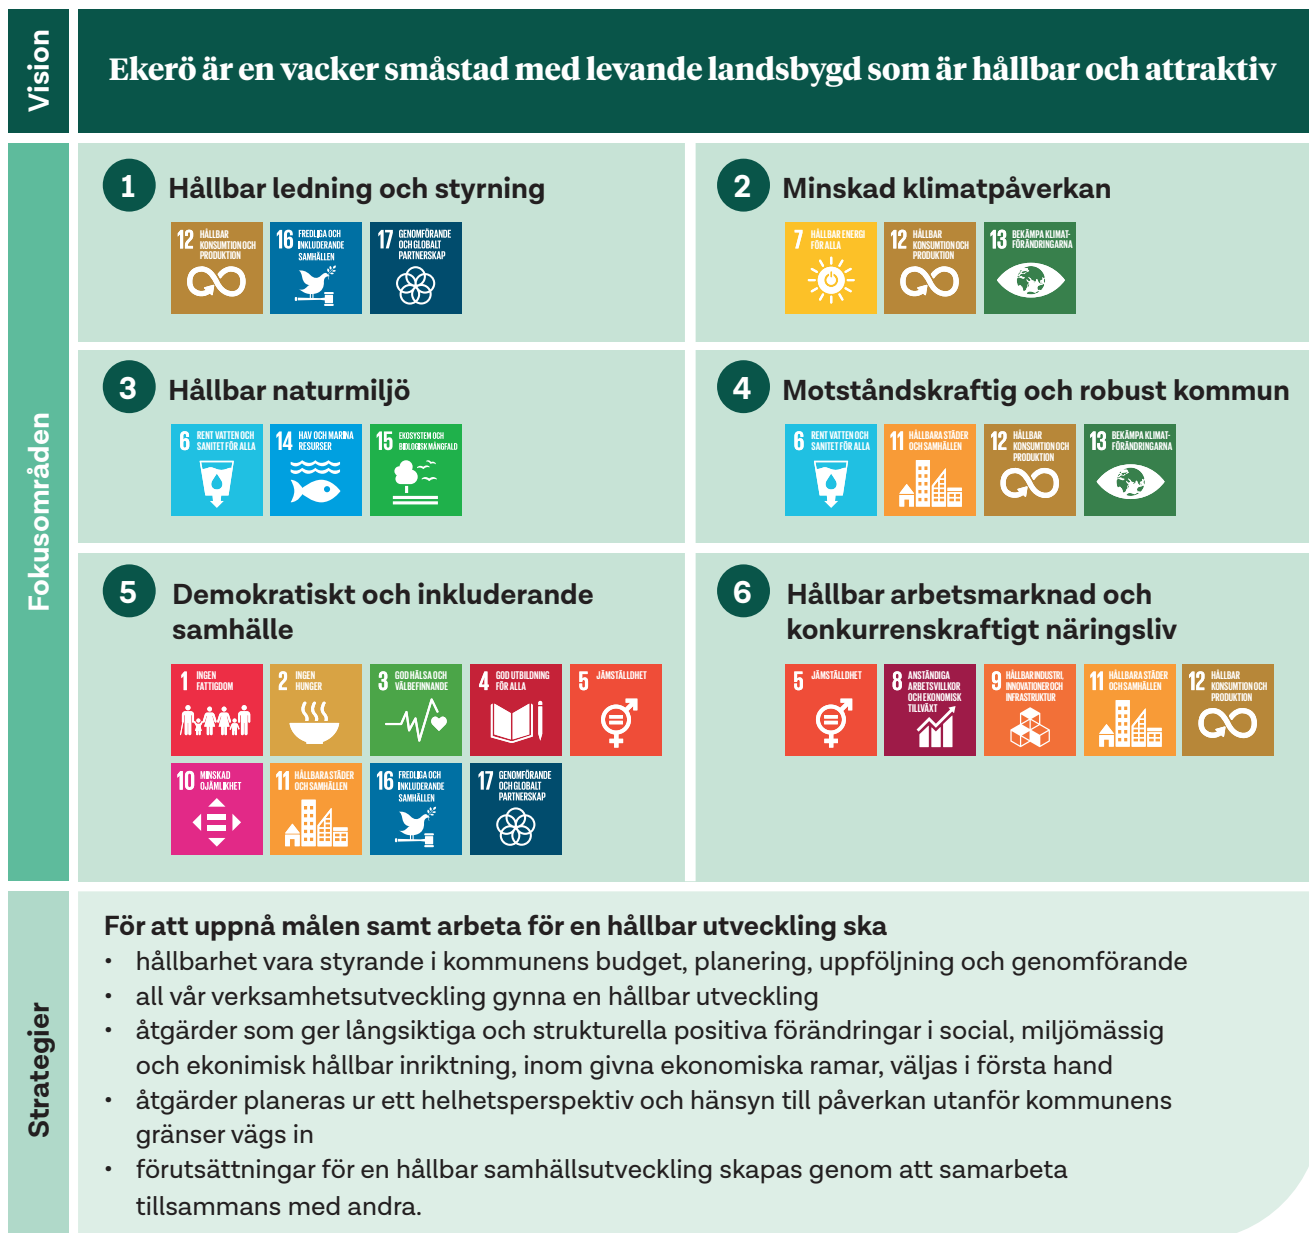 Vision
Ekerö är en vacker småstad med levande landsbygd som är hållbar och attraktiv
Fokusområden
1 Hållbar ledning och styrning
12 HÅLLBAR
KONSUMTION OCH
PRODUKTION
16 FREDLIGA OCH
INKLUDERANDE
SAMHÄLLEN
17 GENOMFÖRANDE
OCH GLOBALT
PARTNERSKAP
2 Minskad klimatpåverkan
7 HÅLLBAR ENERGI
FÖR ALLA
12 HÅLLBAR
KONSUMTION OCH
PRODUKTION
13 BEKÄMPA KLIMAT-
FÖRÄNDRINGARNA
3 Hållbar naturmiljö
6 RENT VATTEN OCH
SANITET FÖR ALLA
14 HAV OCH MARINA
RESURSER
15 EKOSYSTEM OCH
BIOLOGISK MÅNGFALD
4 Motståndskraftig och robust kommun
6 RENT VATTEN OCH
SANITET FÖR ALLA
11 HÅLLBARA STÄDER
OCH SAMHÄLLEN
12 HÅLLBAR
KONSUMTION OCH
PRODUKTION
13 BEKÄMPA KLIMAT-
FÖRÄNDRINGARNA
5 Demokratiskt och inkluderande
samhälle
1 INGEN
FATTIGDOM
2 INGEN
HUNGER
3 GOD HÄLSA OCH
VÄLBEFINNANDE
4 GOD UTBILDNING
FÖR ALLA
5 JÄMSTÄLLDHET
10 MINSKAD
OJÄMLIKHET
11 HÅLLBARA STÄDER
OCH SAMHÄLLEN
16 FREDLIGA OCH
INKLUDERANDE
SAMHÄLLEN
17 GENOMFÖRANDE
OCH GLOBALT
PARTNERSKAP
6 Hållbar arbetsmarknad och
konkurrenskraftigt näringsliv
5 JÄMSTÄLLDHET
8 ANSTÄNDIGA
ARBETSVILLKOR
OCH EKONOMISK
TILLVÄXT
9 HÅLLBAR INDUSTRI,
INNOVATIONER OCH
INFRASTRUKTUR
11 HÅLLBARA STÄDER
OCH SAMHÄLLEN
12 HÅLLBAR
KONSUMTION OCH
PRODUKTION
Strategier
För att uppnå målen samt arbeta för en hållbar utveckling ska
• hållbarhet vara styrande i kommunens budget, planering, uppföljning och genomförande
• all vår verksamhetsutveckling gynna en hållbar utveckling
• åtgärder som ger långsiktiga och strukturella positiva förändringar i social, miljömässig
och ekonimisk hållbar inriktning, inom givna ekonomiska ramar, väljas i första hand
• åtgärder planeras ur ett helhetsperspektiv och hänsyn till påverkan utanför kommunens
gränser vägs in
• förutsättningar för en hållbar samhällsutveckling skapas genom att samarbeta
tillsammans med andra.